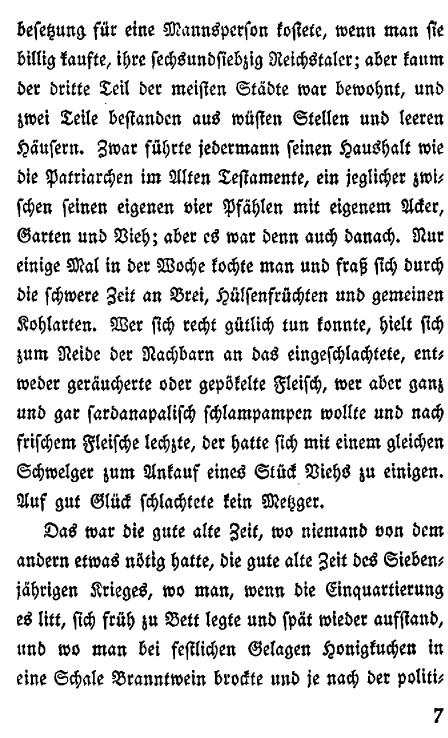 besetzung für eine Mannsperson kostete, wenn man sie
billig kaufte, ihre sechsundsiebzig Reichstaler; aber kaum
der dritte Teil der meisten Städte war bewohnt, und
zwei Teile bestanden aus wüsten Stellen und leeren
Häusern. Zwar führte jedermann seinen Haushalt wie
die Patriarchen im Alten Testamente, ein jeglicher zwi-
schen seinen eigenen vier Pfählen mit eigenem Acker,
Garten und Vieh; aber es war denn auch danach. Nur
einige Mal in der Woche kochte man und fraß sich durch
die schwere Zeit an Brei, Hülsenfrüchten und gemeinen
Kohlarten. Wer sich recht gütlich tun konnte, hielt sich
zum Neide der Nachbarn an das eingeschlachtete, ent-
weder geräucherte oder gepökelte Fleisch, wer aber ganz
und gar sardanapalisch schlampampen wollte und nach
frischem Fleische lechzte, der hatte sich mit einem gleichen
Schwelger zum Ankauf eines Stück Viehs zu einigen.
Auf gut Glück schlachtete kein Metzger.
Das war die gute alte Zeit, wo niemand von dem
andern etwas nötig hatte, die gute alte Zeit des Sieben-
jährigen Krieges, wo man, wenn die Einquartierung
es litt, sich früh zu Bett legte und spät wieder aufstand,
und wo man bei festlichen Gelagen Honigkuchen in
eine Schale Branntwein brockte und je nach der politi-
7